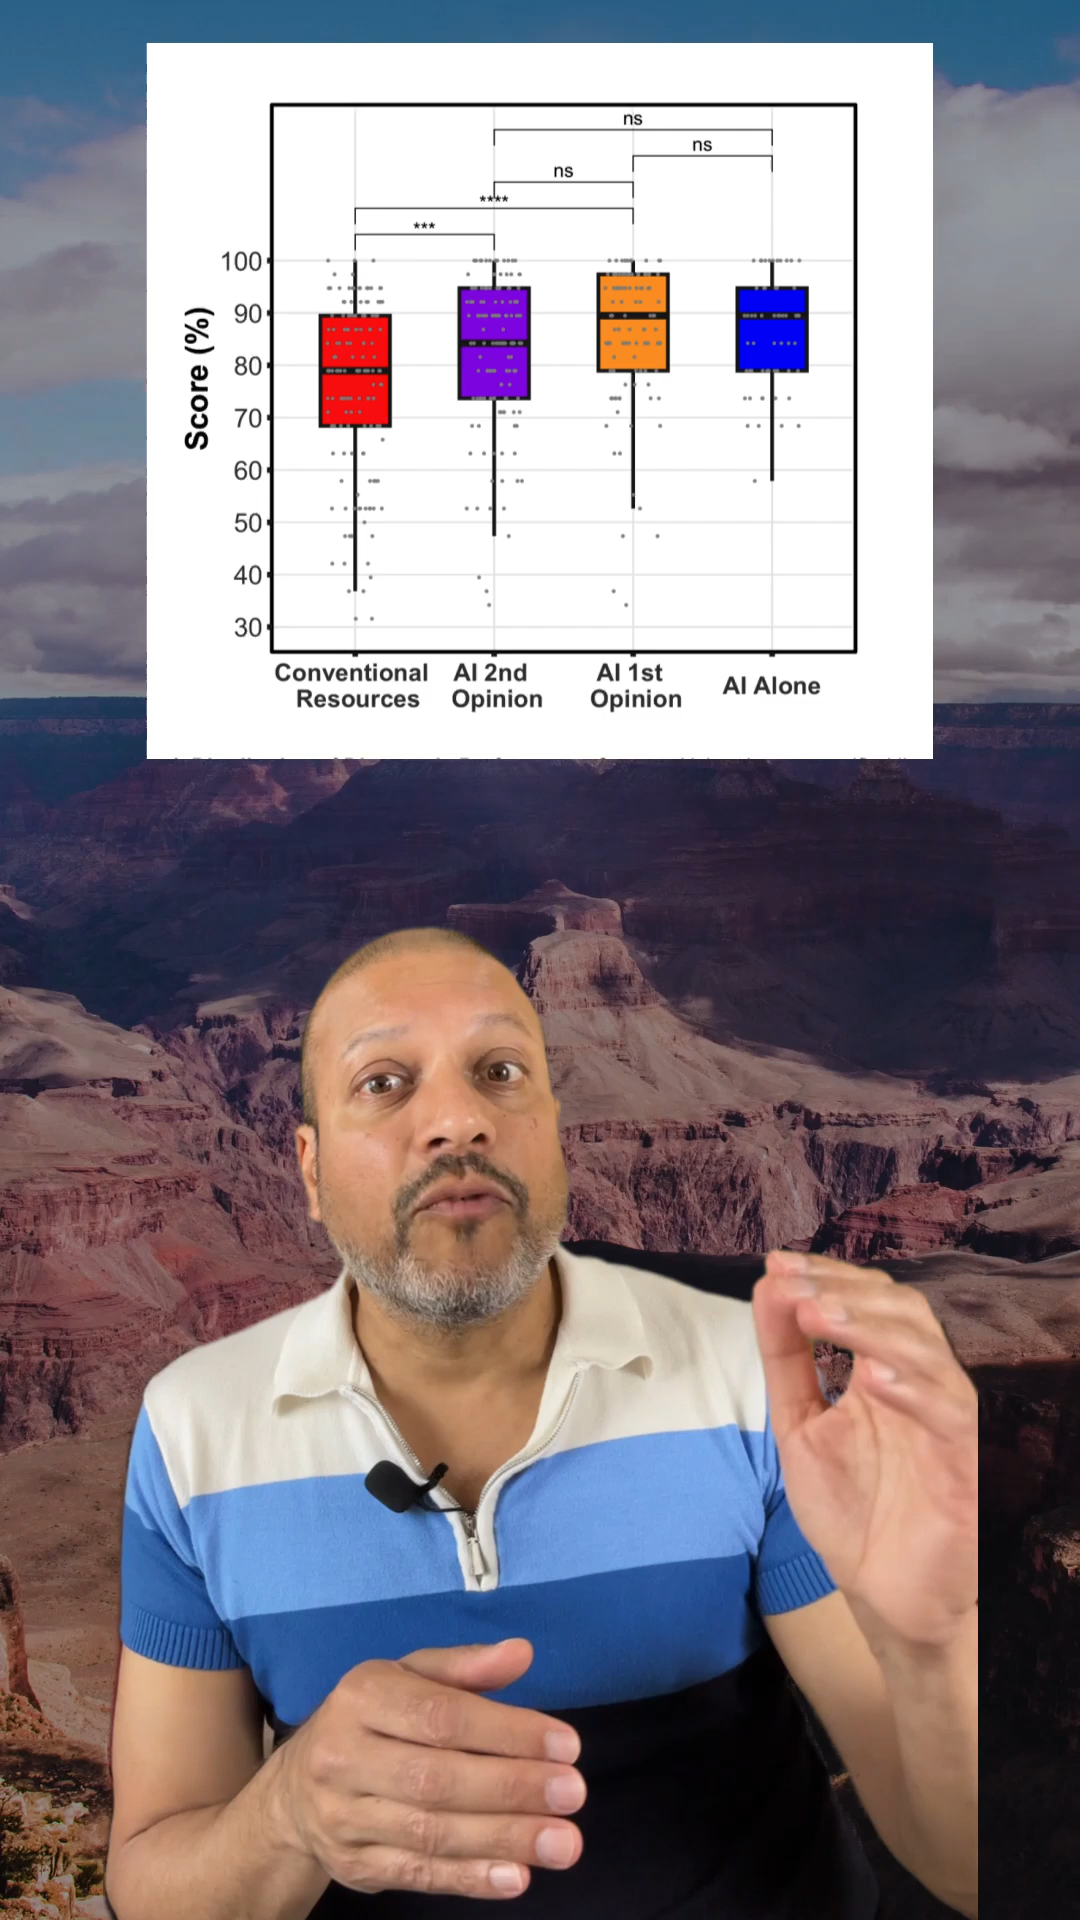 ns
ns
ns
****
***
100
90
80
70
60
50
40
30
Score (%)
Conventional
Resources
AI 2nd
Opinion
AI 1st
Opinion
AI Alone